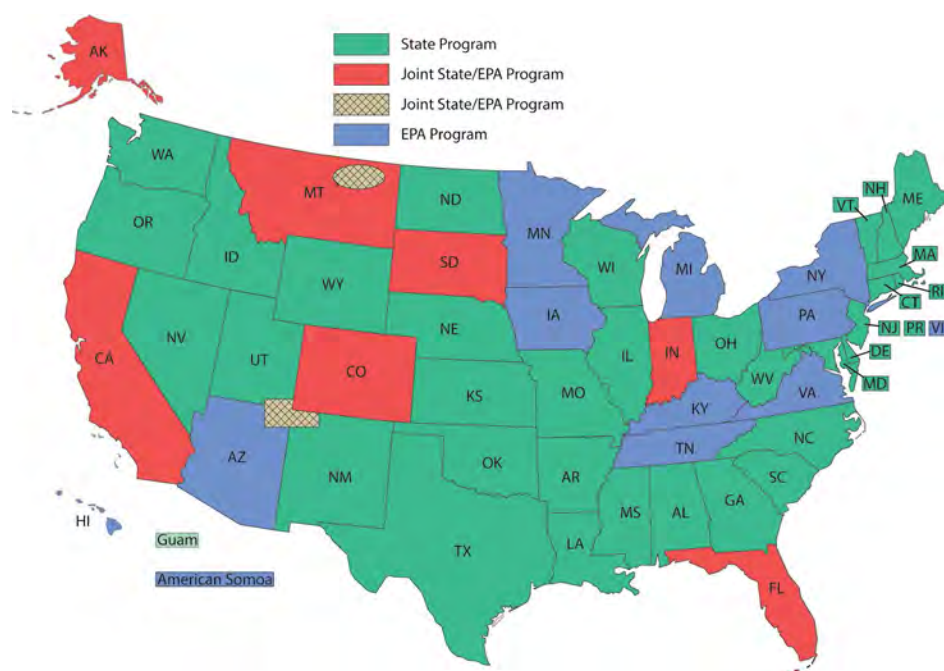 AK
State Program
Joint State/EPA Program
Joint State/EPA Program
EPA Program
WA
MT
ND
MN
VT
NH
ME
OR
ID
SD
WI
MI
NY
MA
RI
CT
WY
IA
PA
NJ PR VI
NE
NV
UT
CA
CO
IL
IN
OH
DE
MD
WV
VA
KS
MO
KY
AZ
NM
OK
AR
TN
NC
SC
HI
MS
AL
GA
Guam
TX
LA
American Somoa
FL